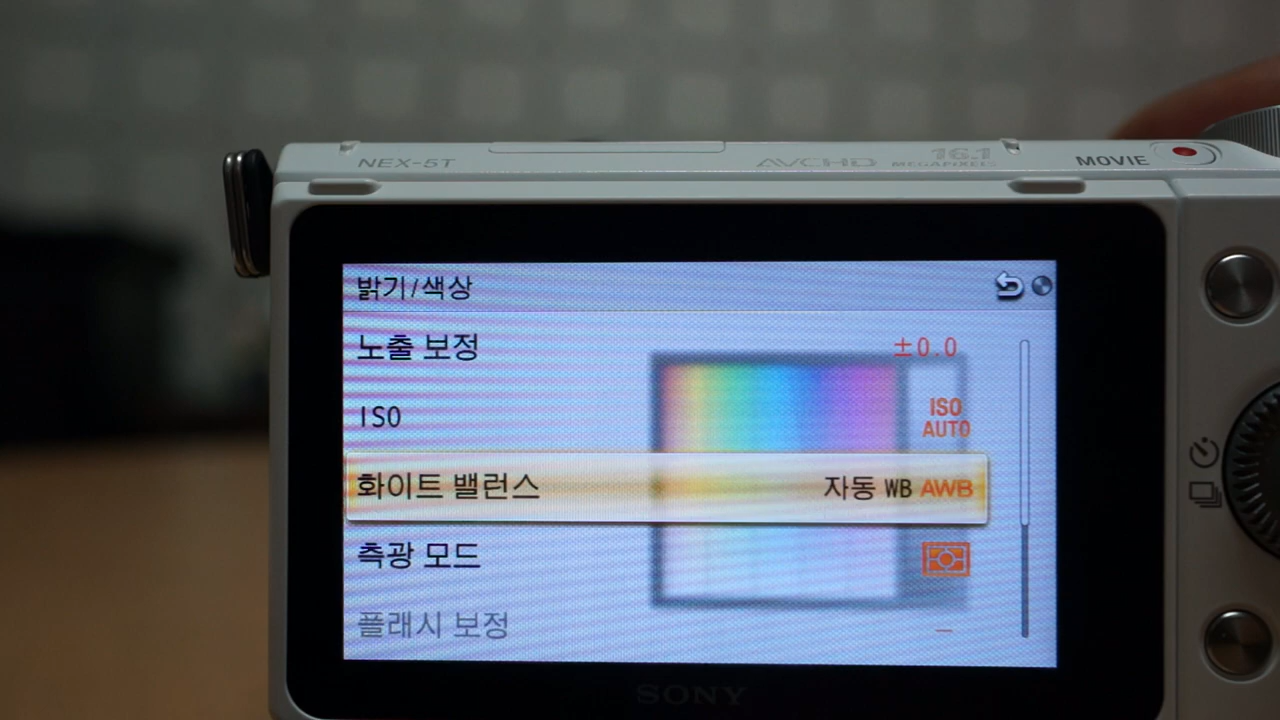 NEX-5T
AVCHD 16.1 MEGAPIXELS
MOVIE
밝기/색상
노출 보정 ±0.0
ISO ISO AUTO
화이트 밸런스 자동 WB AWB
측광 모드
플래시 보정 –
SONY